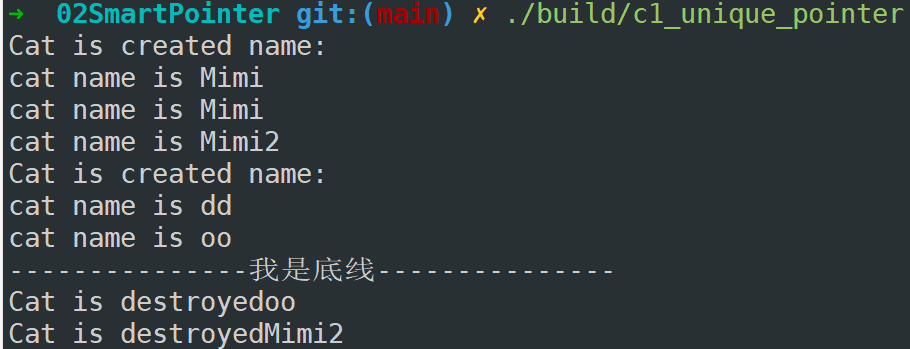 ➜  02SmartPointer git:(main) ✗ ./build/c1_unique_pointer
Cat is created name:
cat name is Mimi
cat name is Mimi
cat name is Mimi2
Cat is created name:
cat name is dd
cat name is oo
---------------我是底线---------------
Cat is destroyedoo
Cat is destroyedMimi2